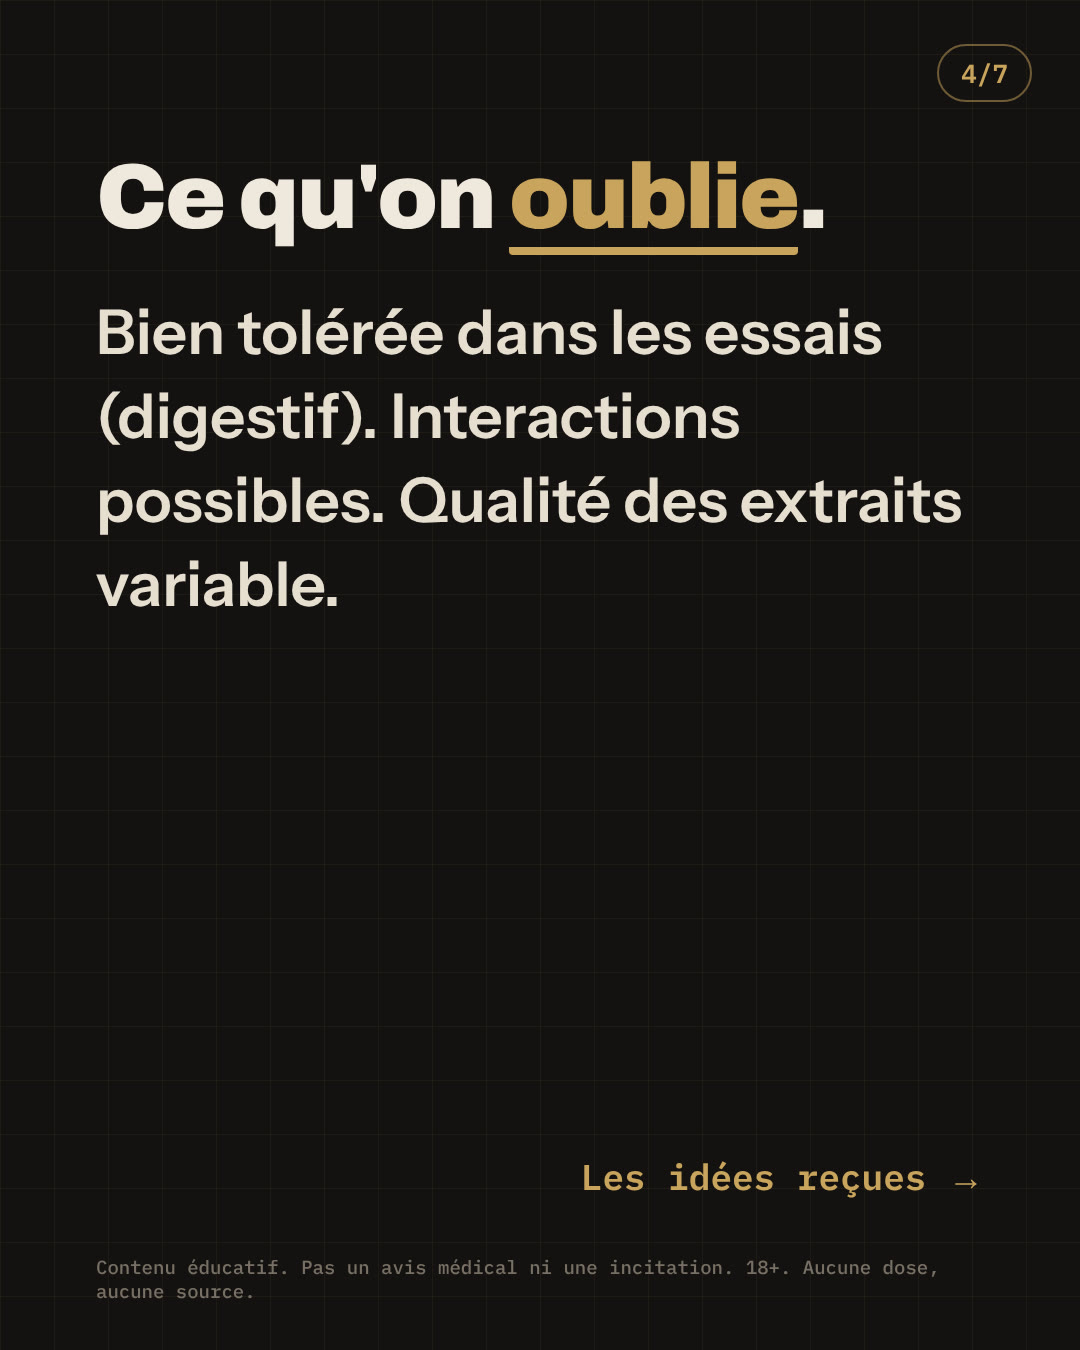 4/7
Ce qu'on oublie.
Bien tolérée dans les essais
(digestif). Interactions
possibles. Qualité des extraits
variable.
Les idées reçues →
Contenu éducatif. Pas un avis médical ni une incitation. 18+. Aucune dose,
aucune source.